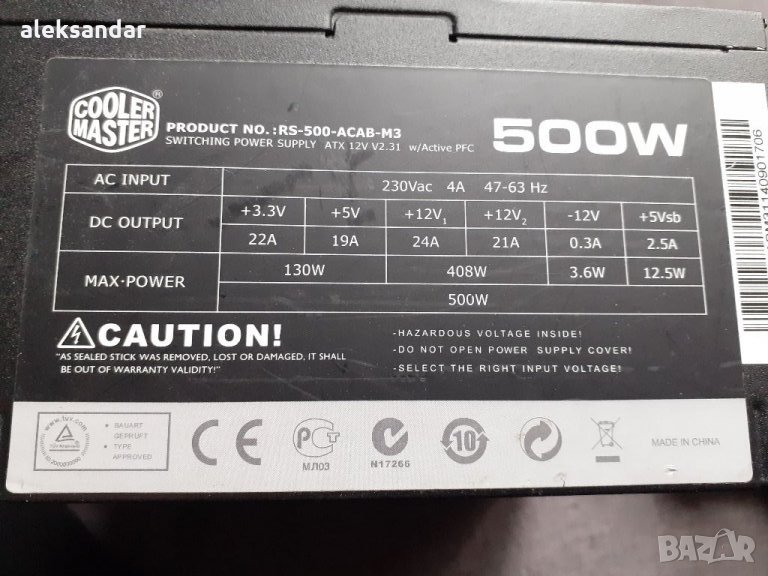 aleksandar
COOLER MASTER ®
PRODUCT NO.:RS-500-ACAB-M3
SWITCHING POWER SUPPLY ATX 12V V2.31 w/Active PFC
500W
AC INPUT 230Vac 4A 47-63 Hz
DC OUTPUT +3.3V +5V +12V1 +12V2 -12V +5Vsb
22A 19A 24A 21A 0.3A 2.5A
MAX·POWER 130W 408W 3.6W 12.5W
500W
CAUTION!
"AS SEALED STICK WAS REMOVED, LOST OR DAMAGED, IT SHALL
BE OUT OF WARRANTY VALIDITY!"
-HAZARDOUS VOLTAGE INSIDE!
-DO NOT OPEN POWER SUPPLY COVER!
-SELECT THE RIGHT INPUT VOLTAGE!
www.tuv.com
• BAUART
GEPRUFT
• TYPE
APPROVED
CE
МЛ03
N17266
10
MADE IN CHINA
BAZAR